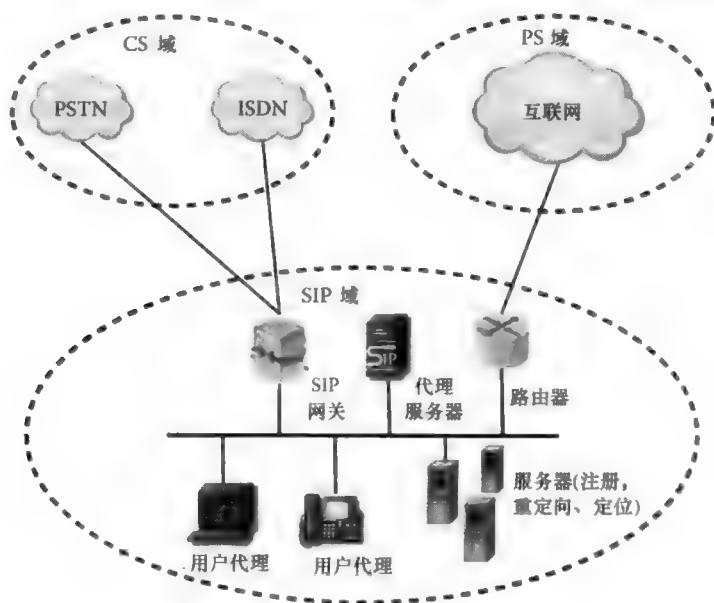 CS 域
PS 域
PSTN
ISDN
互联网
SIP 域
SIP
SIP
网关
代理
服务器
路由器
服务器(注册,
重定向、定位)
用户代理
用户代理